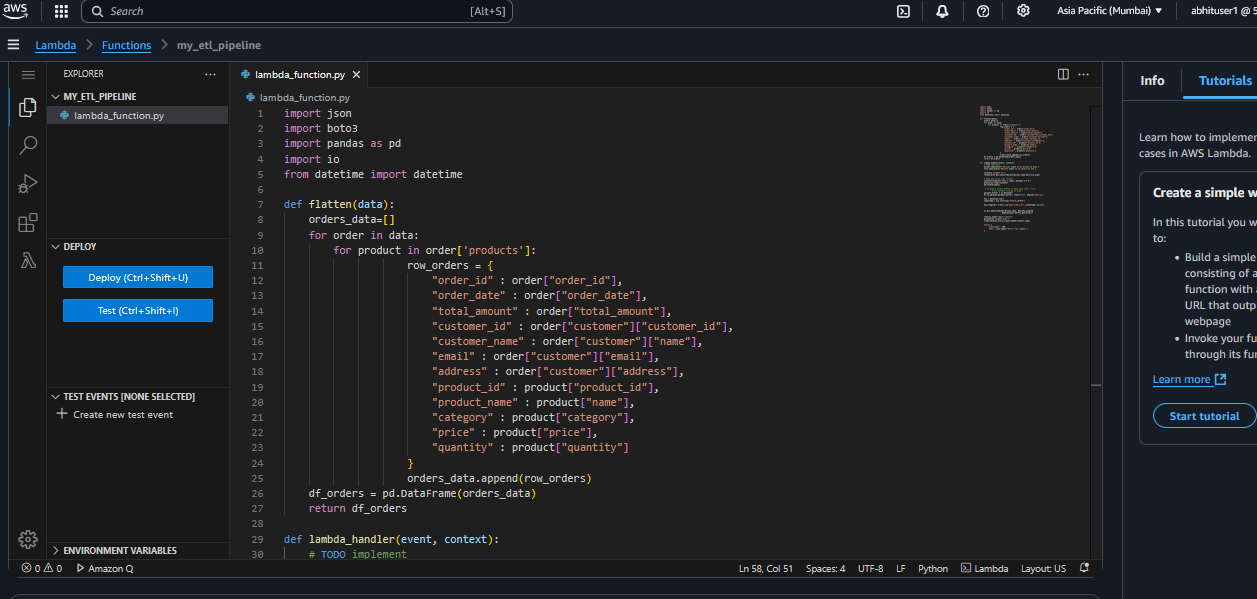 aws
Search [Alt+S]
Asia Pacific (Mumbai) ▼
abhituser1 @ 5
Lambda > Functions > my_etl_pipeline
EXPLORER ...
MY_ETL_PIPELINE
lambda_function.py
DEPLOY
Deploy (Ctrl+Shift+U)
Test (Ctrl+Shift+I)
TEST EVENTS [NONE SELECTED]
+ Create new test event
ENVIRONMENT VARIABLES
lambda_function.py ×
lambda_function.py
1 import json
2 import boto3
3 import pandas as pd
4 import io
5 from datetime import datetime
6
7 def flatten(data):
8 orders_data=[]
9 for order in data:
10 for product in order['products']:
11 row_orders = {
12 "order_id" : order["order_id"],
13 "order_date" : order["order_date"],
14 "total_amount" : order["total_amount"],
15 "customer_id" : order["customer"]["customer_id"],
16 "customer_name" : order["customer"]["name"],
17 "email" : order["customer"]["email"],
18 "address" : order["customer"]["address"],
19 "product_id" : product["product_id"],
20 "product_name" : product["name"],
21 "category" : product["category"],
22 "price" : product["price"],
23 "quantity" : product["quantity"]
24 }
25 orders_data.append(row_orders)
26 df_orders = pd.DataFrame(orders_data)
27 return df_orders
28
29 def lambda_handler(event, context):
30 # TODO implement
Info
Tutorials
Learn how to implemen
cases in AWS Lambda.
Create a simple w
In this tutorial you w
to:
• Build a simple
consisting of a
function with a
URL that outp
webpage
• Invoke your fu
through its fun
Learn more
Start tutorial
0 0 Amazon Q
Ln 58, Col 51 Spaces: 4 UTF-8 LF Python Lambda Layout: US